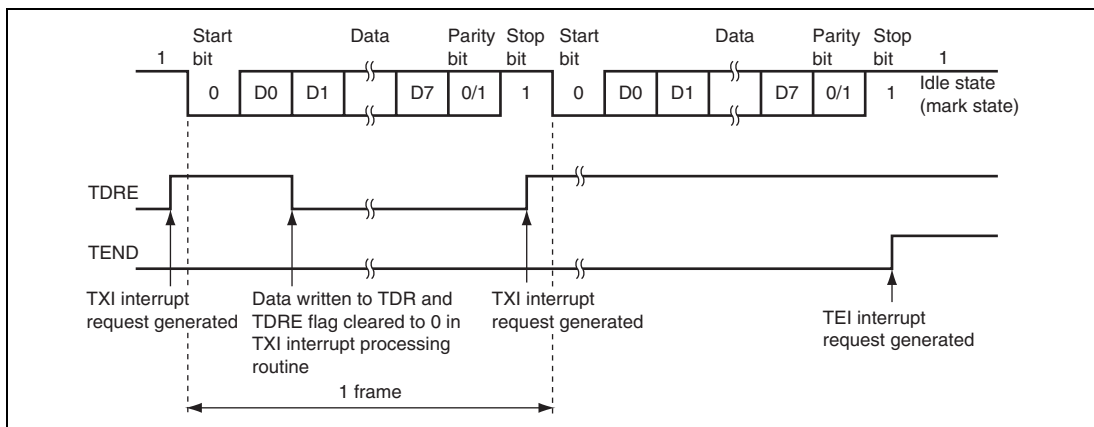 Start bit Data Parity bit Stop bit Start bit Data Parity bit Stop bit
1 0 D0 D1 D7 0/1 1 0 D0 D1 D7 0/1 1 1
Idle state
(mark state)
TDRE
TEND
TXI interrupt
request generated
Data written to TDR and
TDRE flag cleared to 0 in
TXI interrupt processing
routine
TXI interrupt
request generated
TEI interrupt
request generated
1 frame